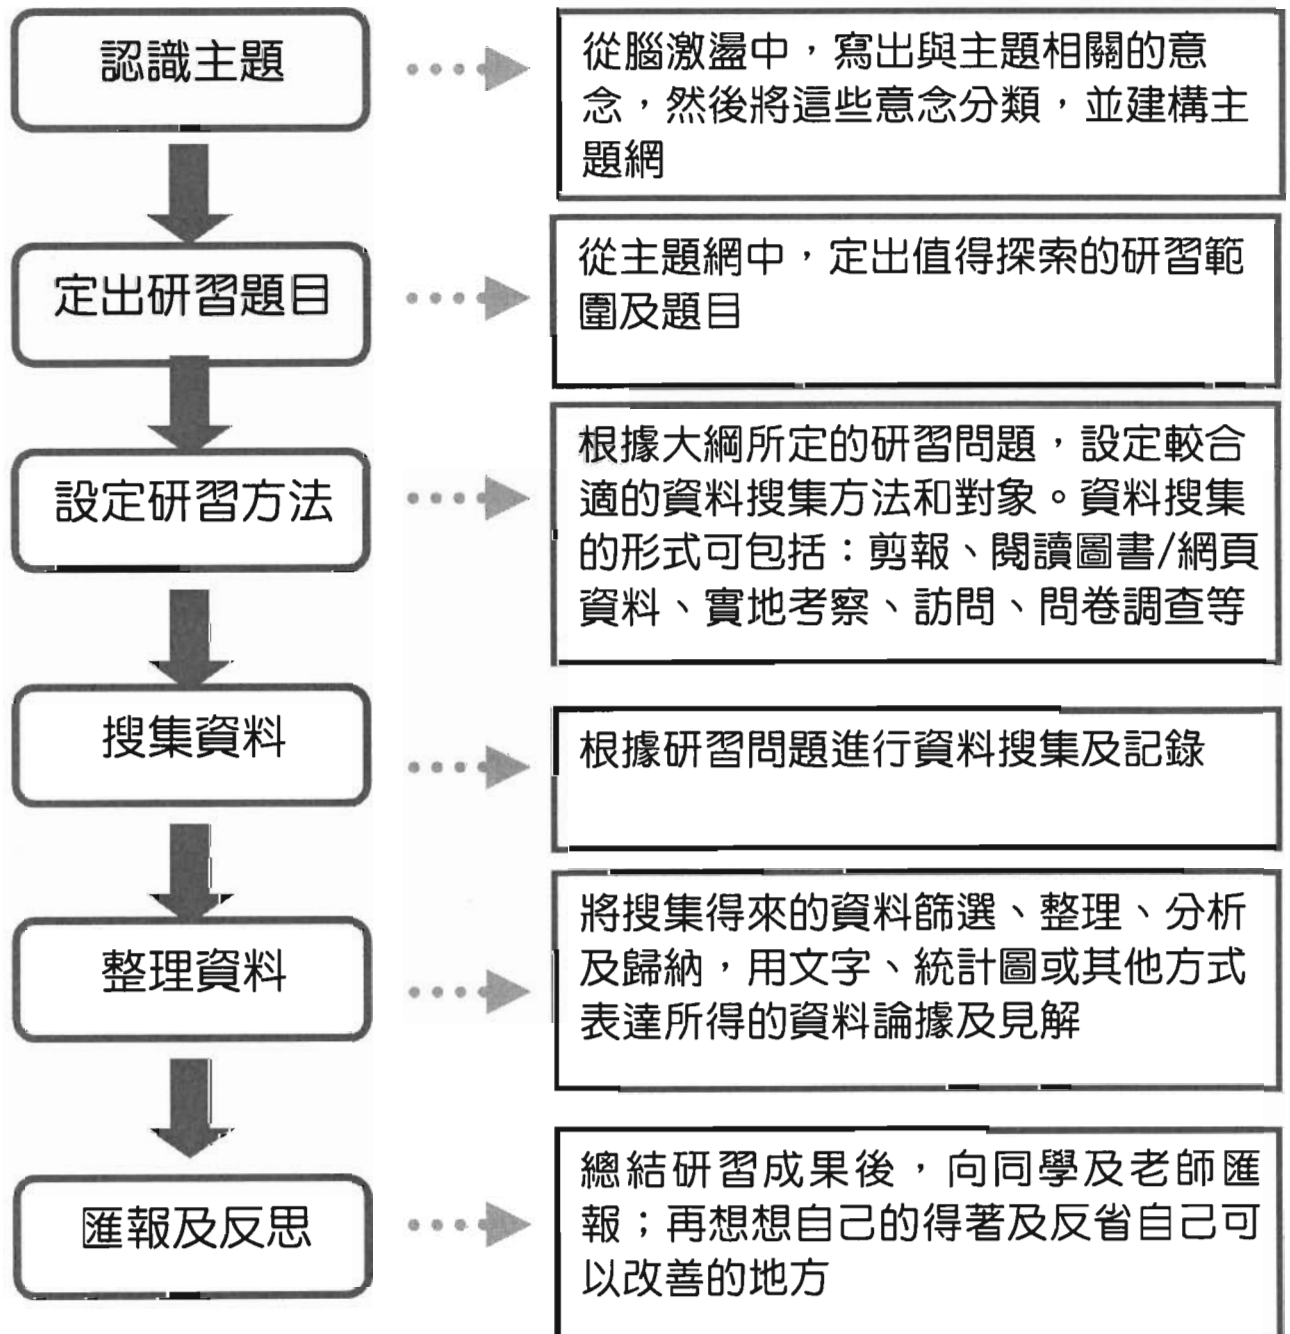 認識主題
從腦激盪中，寫出與主題相關的意
念，然後將這些意念分類，並建構主
題網
定出研習題目
從主題網中，定出值得探索的研習範
圍及題目
設定研習方法
根據大綱所定的研習問題，設定較合
適的資料搜集方法和對象。資料搜集
的形式可包括：剪報、閱讀圖書/網頁
資料、實地考察、訪問、問卷調查等
搜集資料
根據研習問題進行資料搜集及記錄
整理資料
將搜集得來的資料篩選、整理、分析
及歸納，用文字、統計圖或其他方式
表達所得的資料論據及見解
匯報及反思
總結研習成果後，向同學及老師匯
報；再想想自己的得著及反省自己可
以改善的地方